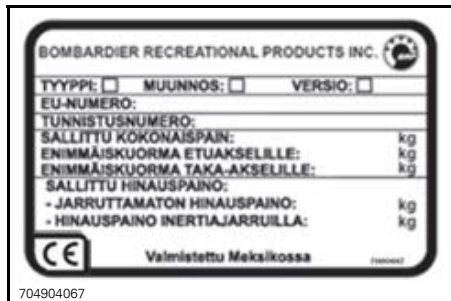 BOMBARDIER RECREATIONAL PRODUCTS INC.
TYYPPI: MUUNNOS: VERSIO:
EU-NUMERO:
TUNNISTUSNUMERO:
SALLITTU KOKONAISPAIN: kg
ENIMMÄISKUORMA ETUAKSELILLE: kg
ENIMMÄISKUORMA TAKA-AKSELILLE: kg
SALLITTU HINAUSPAINO:
- JARRUTTAMATON HINAUSPAINO: kg
- HINAUSPAINO INERTIAJARRUILLA: kg
CE Valmistettu Meksikossa
704904067